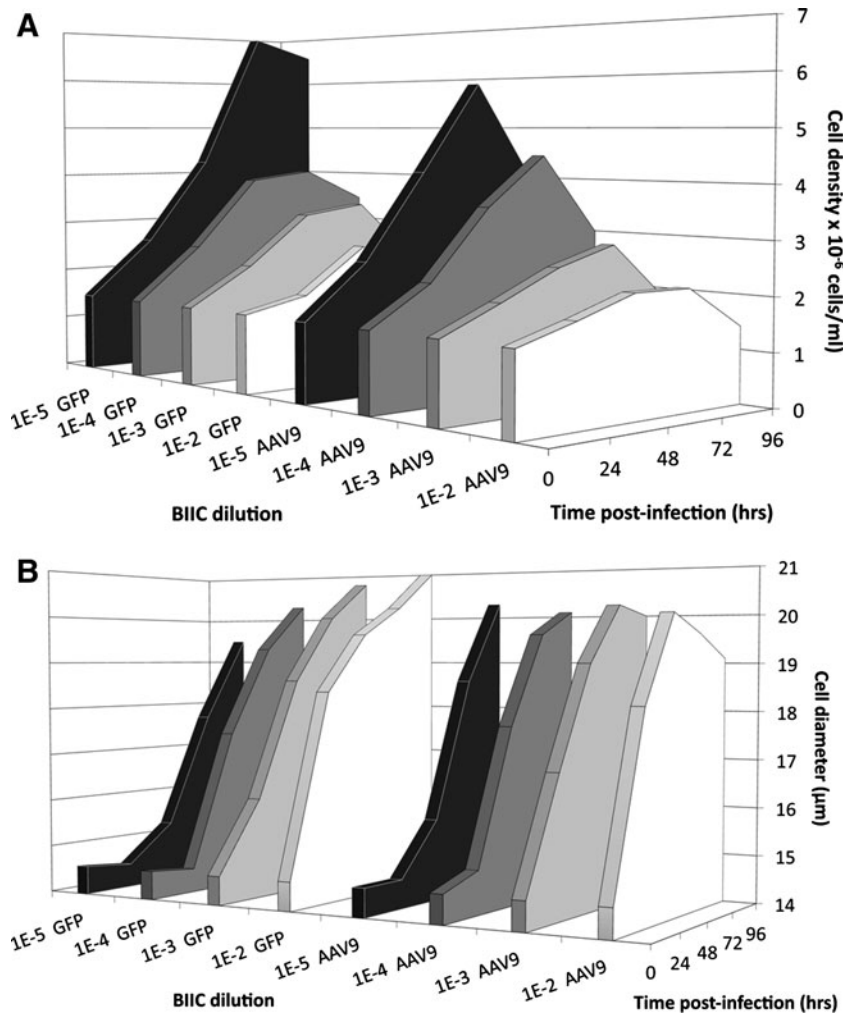 A
7
6
5
4
3
2
1
0
Cell density x 10⁻⁶ cells/ml)
1E-5 GFP
1E-4 GFP
1E-3 GFP
1E-2 GFP
1E-5 AAV9
1E-4 AAV9
1E-3 AAV9
1E-2 AAV9
0
24
48
72
96
BIIC dilution
Time post-infection (hrs)
B
21
20
19
18
17
16
15
14
Cell diameter (µm)
1E-5 GFP
1E-4 GFP
1E-3 GFP
1E-2 GFP
1E-5 AAV9
1E-4 AAV9
1E-3 AAV9
1E-2 AAV9
0
24
48
72
96
BIIC dilution
Time post-infection (hrs)